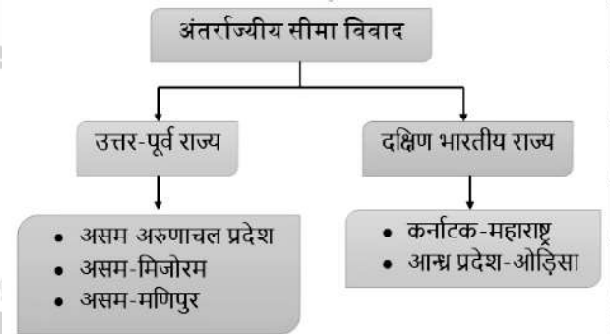 अंतर्राज्यीय सीमा विवाद
उत्तर-पूर्व राज्य
दक्षिण भारतीय राज्य
• असम अरुणाचल प्रदेश
• असम-मिजोरम
• असम-मणिपुर
• कर्नाटक-महाराष्ट्र
• आन्ध्र प्रदेश-ओड़िसा